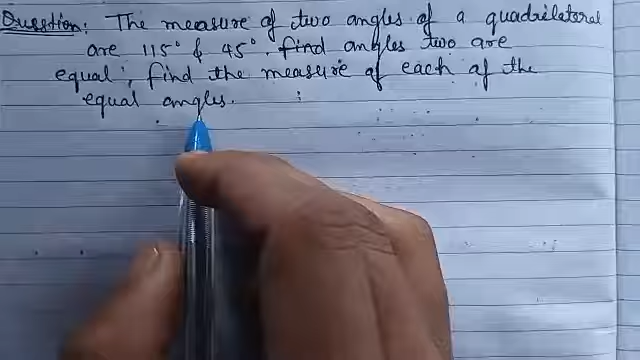 Question: The measure of two angles of a quadrilateral
are 115° & 45°. find angles two are
equal, find the measure of each of the
equal angles.